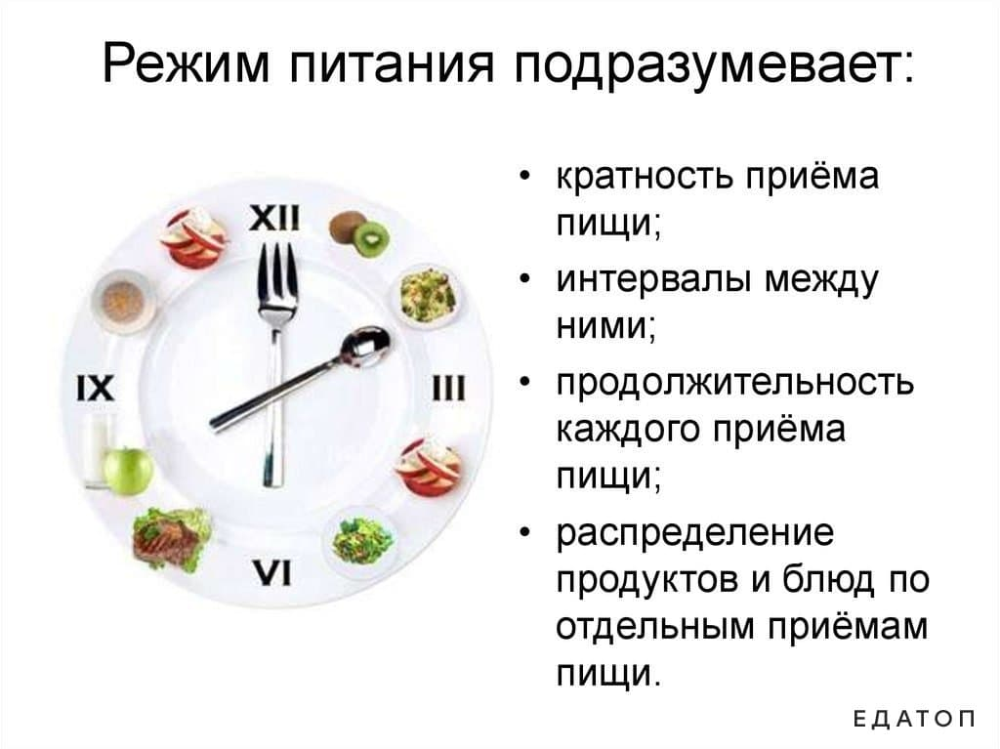 Режим питания подразумевает:
XII
IX
III
VI
• кратность приёма
пищи;
• интервалы между
ними;
• продолжительность
каждого приёма
пищи;
• распределение
продуктов и блюд по
отдельным приёмам
пищи.
ЕДАТОП